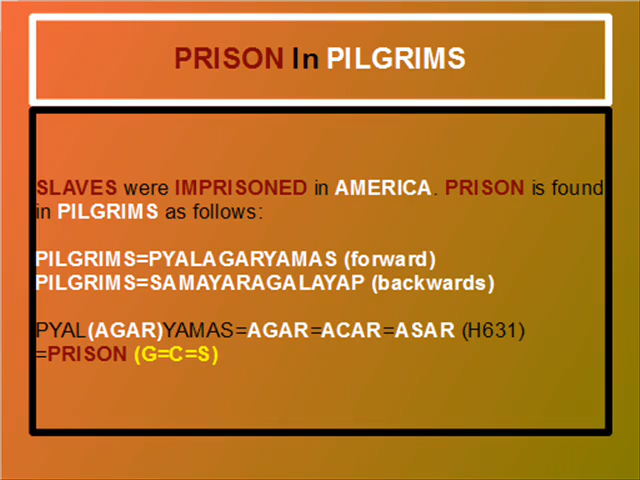 PRISON In PILGRIMS
SLAVES were IMPRISONED in AMERICA. PRISON is found
in PILGRIMS as follows:
PILGRIMS=PYALAGARYAMAS (forward)
PILGRIMS=SAMAYARAGALAYAP (backwards)
PYAL(AGAR)YAMAS=AGAR=ACAR=ASAR (H631)
=PRISON (G=C=S)